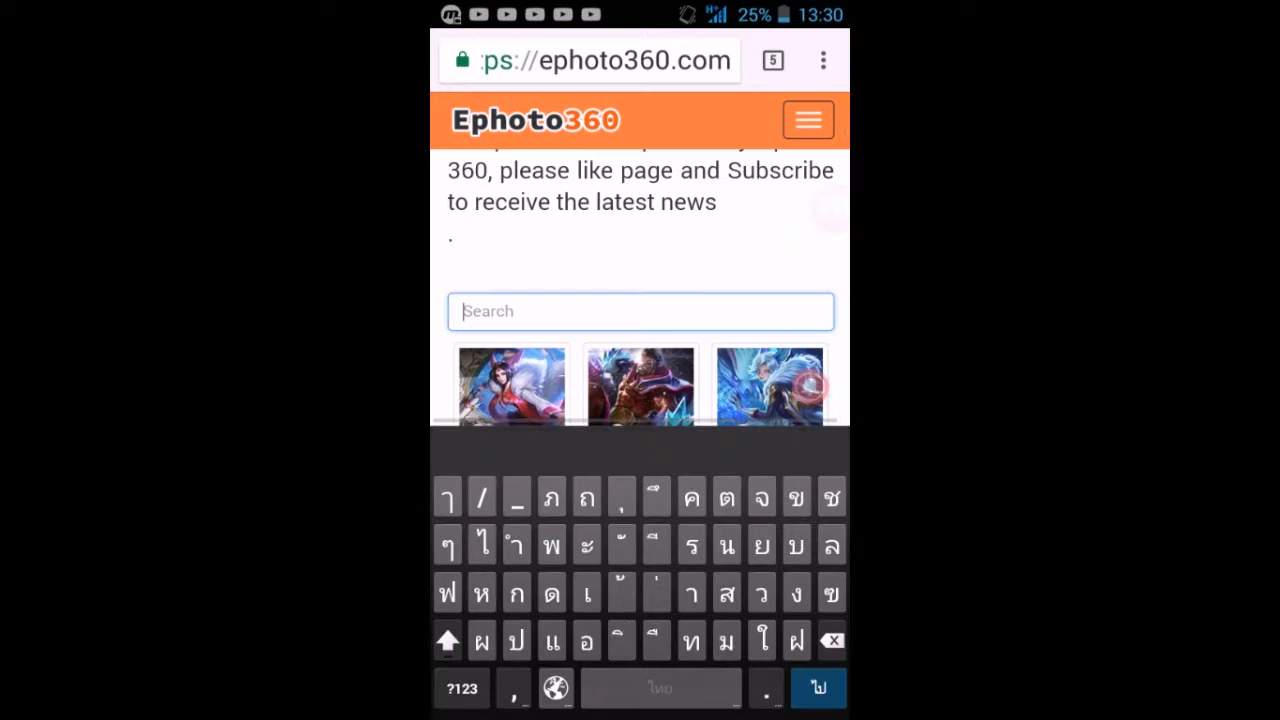 25% 13:30
ps://ephoto360.com 5
Ephoto360
360, please like page and Subscribe
to receive the latest news
.
Search
ๅ / _ ภ ถ ุ ึ ค ต จ ข ช
ๆ ไ ำ พ ะ ั ี ร น ย บ ล
ฟ ห ก ด เ ้ ่ า ส ว ง ฃ
ผ ป แ อ ิ ื ท ม ใ ฝ
?123 , ไทย . ไป